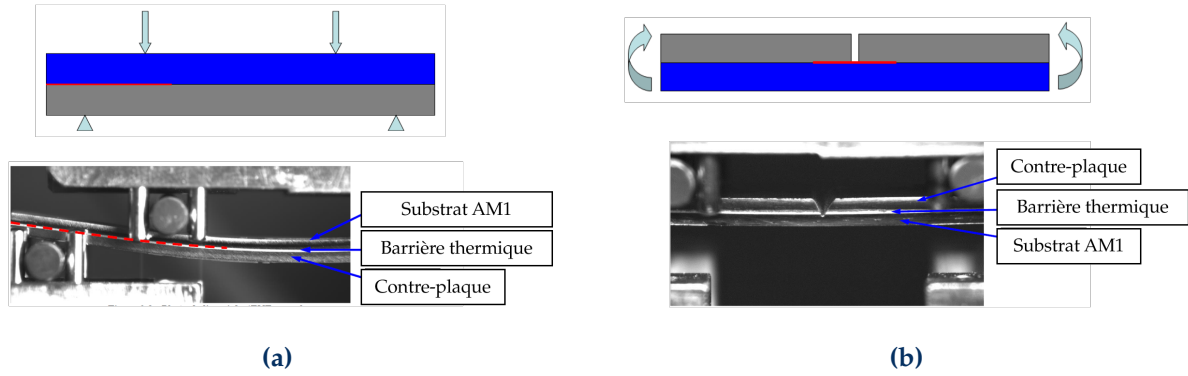 Substrat AM1
Barrière thermique
Contre-plaque
Contre-plaque
Barrière thermique
Substrat AM1
(a)
(b)